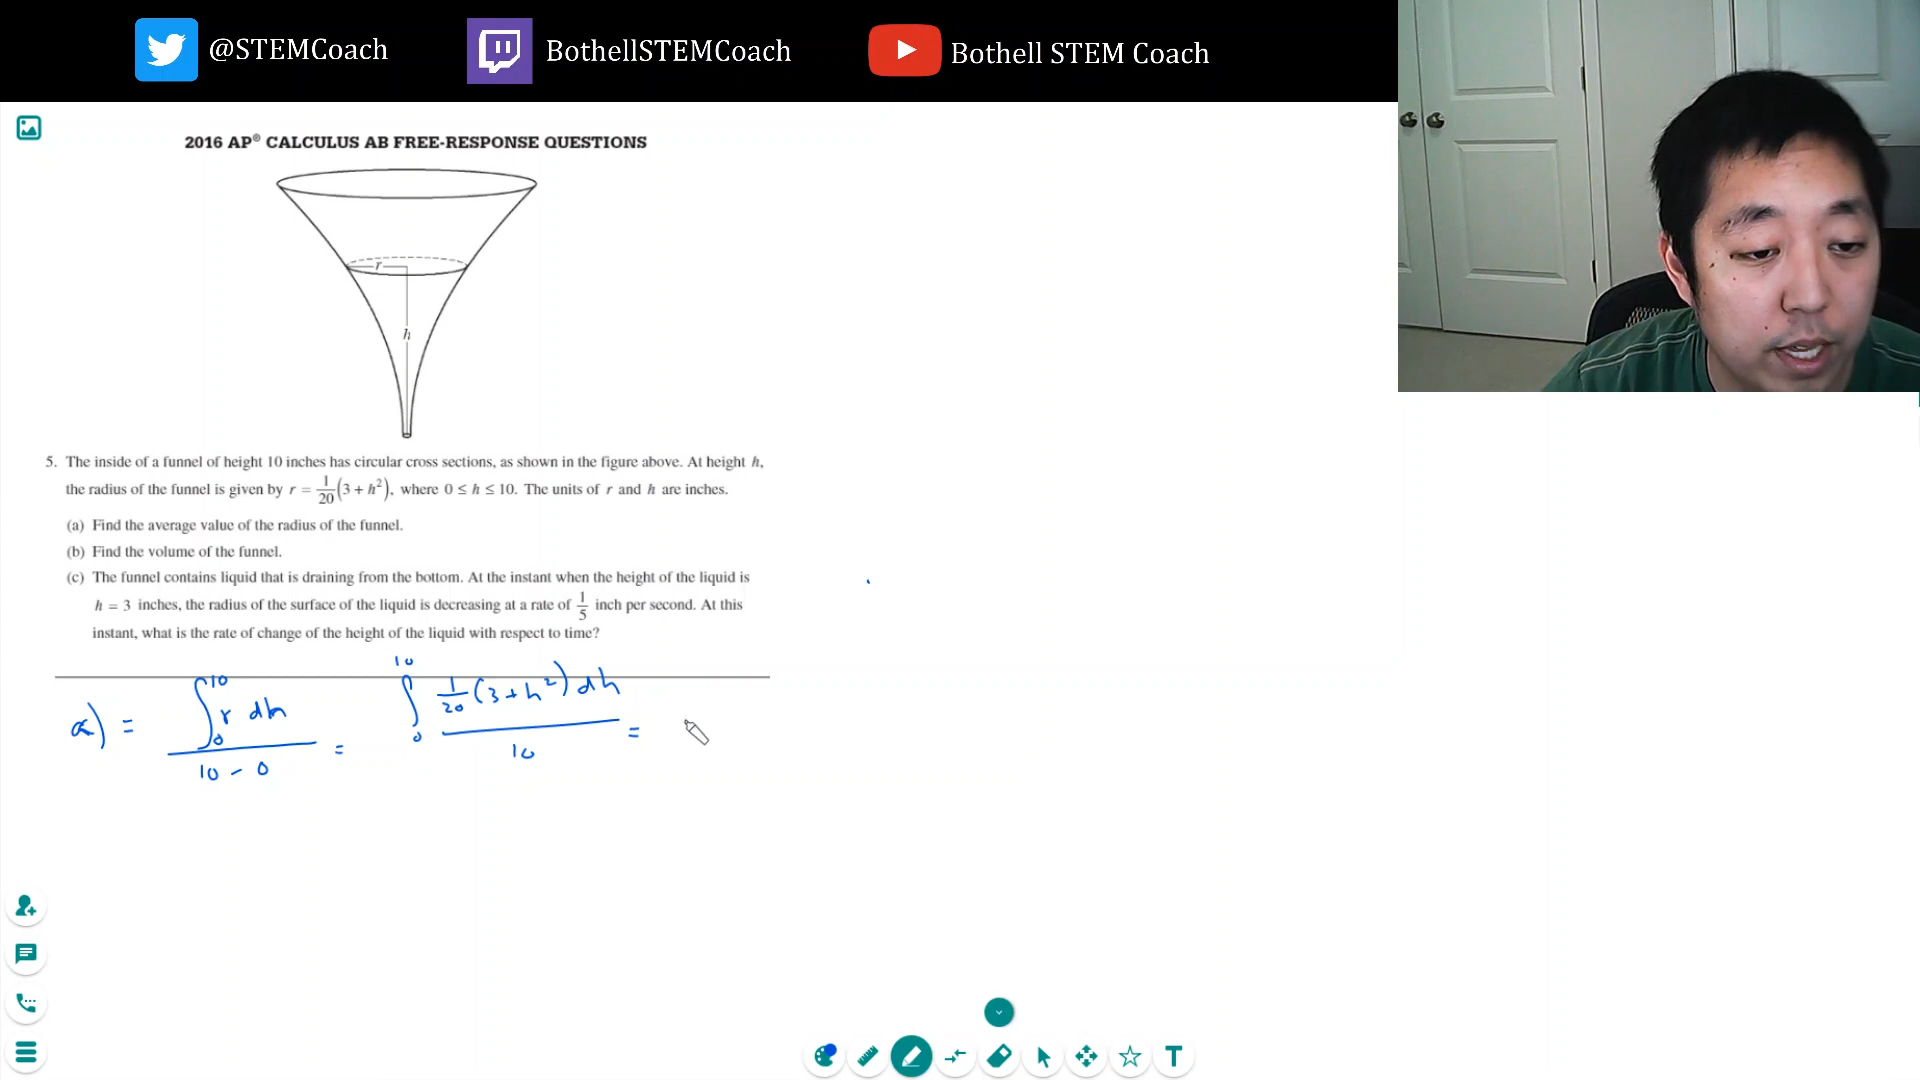 @STEMCoach BothellSTEMCoach Bothell STEM Coach
2016 AP® CALCULUS AB FREE-RESPONSE QUESTIONS
r
h
5. The inside of a funnel of height 10 inches has circular cross sections, as shown in the figure above. At height h,
the radius of the funnel is given by r = 1/20 (3 + h²), where 0 ≤ h ≤ 10. The units of r and h are inches.
(a) Find the average value of the radius of the funnel.
(b) Find the volume of the funnel.
(c) The funnel contains liquid that is draining from the bottom. At the instant when the height of the liquid is
h = 3 inches, the radius of the surface of the liquid is decreasing at a rate of 1/5 inch per second. At this
instant, what is the rate of change of the height of the liquid with respect to time?
a) = ∫₀¹⁰ r dh / 10 - 0 = ∫₀¹⁰ 1/20 (3 + h²) dh / 10 =
T